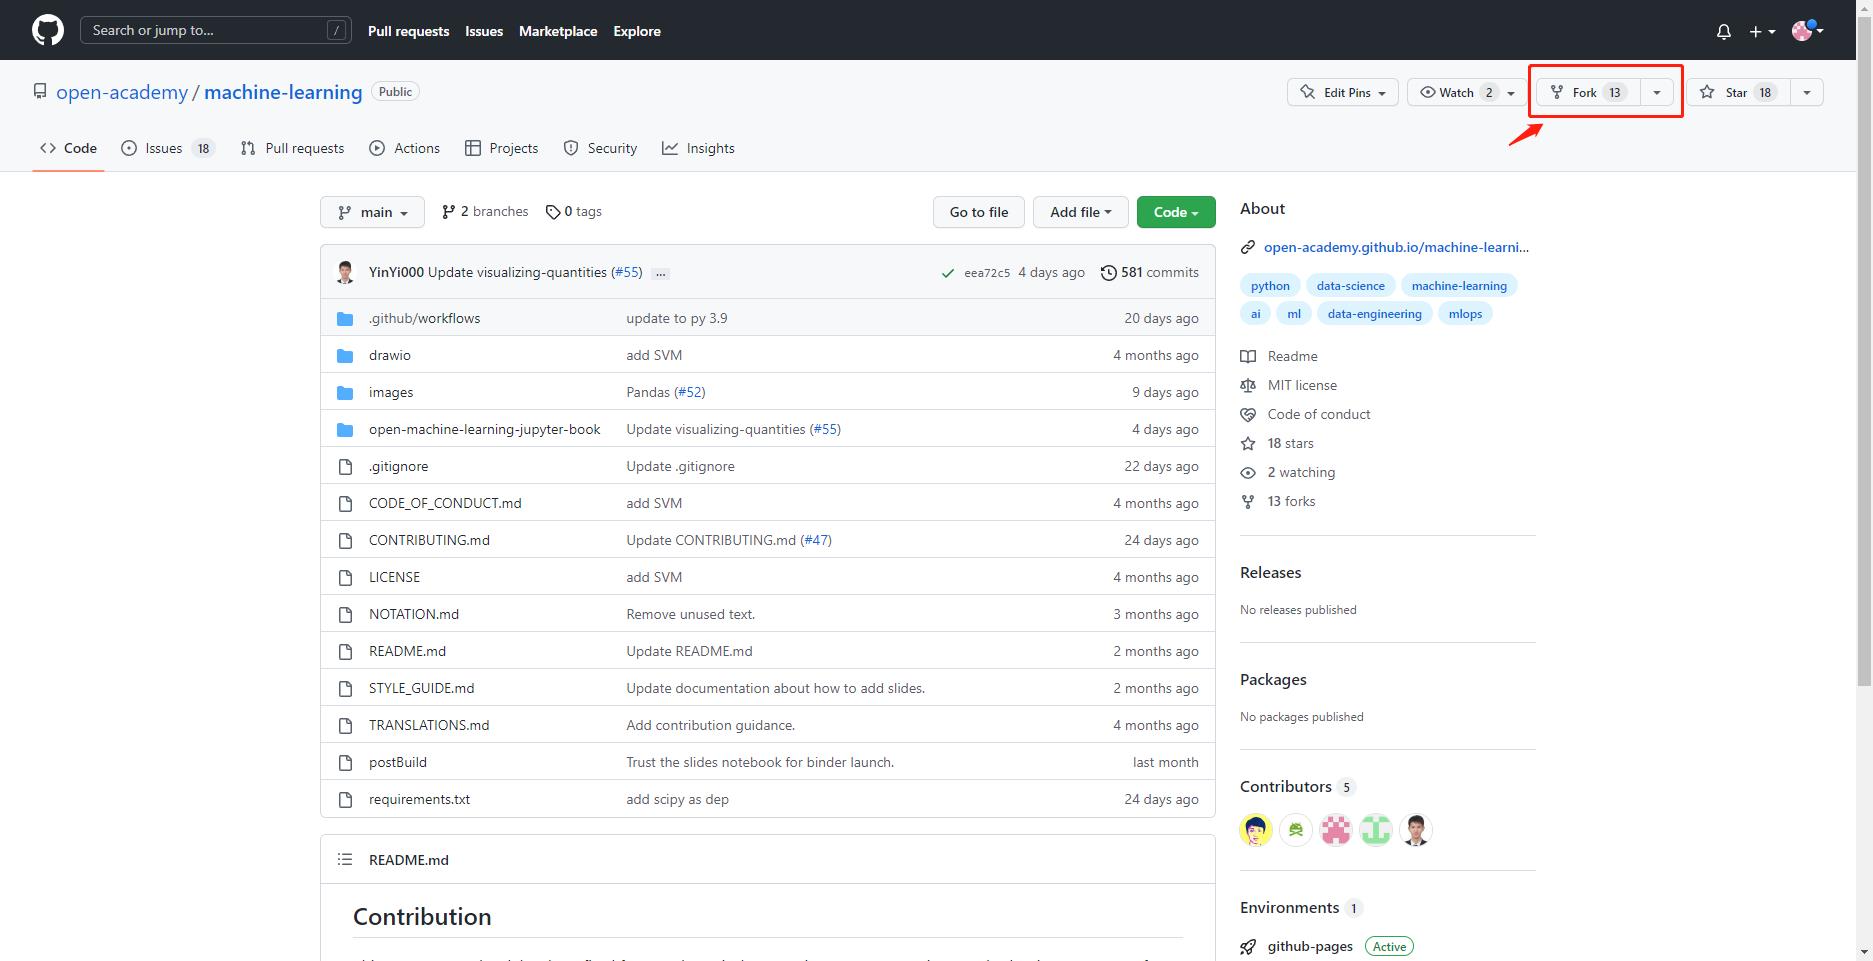 Search or jump to... /
Pull requests Issues Marketplace Explore
open-academy / machine-learning Public
Edit Pins Watch 2 Fork 13 Star 18
Code Issues 18 Pull requests Actions Projects Security Insights
main 2 branches 0 tags Go to file Add file Code
YinYi000 Update visualizing-quantities (#55) ... eea72c5 4 days ago 581 commits
.github/workflows update to py 3.9 20 days ago
drawio add SVM 4 months ago
images Pandas (#52) 9 days ago
open-machine-learning-jupyter-book Update visualizing-quantities (#55) 4 days ago
.gitignore Update .gitignore 22 days ago
CODE_OF_CONDUCT.md add SVM 4 months ago
CONTRIBUTING.md Update CONTRIBUTING.md (#47) 24 days ago
LICENSE add SVM 4 months ago
NOTATION.md Remove unused text. 3 months ago
README.md Update README.md 2 months ago
STYLE_GUIDE.md Update documentation about how to add slides. 2 months ago
TRANSLATIONS.md Add contribution guidance. 4 months ago
postBuild Trust the slides notebook for binder launch. last month
requirements.txt add scipy as dep 24 days ago
README.md
Contribution
About
open-academy.github.io/machine-learni...
python data-science machine-learning
ai ml data-engineering mlops
Readme
MIT license
Code of conduct
18 stars
2 watching
13 forks
Releases
No releases published
Packages
No packages published
Contributors 5
Environments 1
github-pages Active